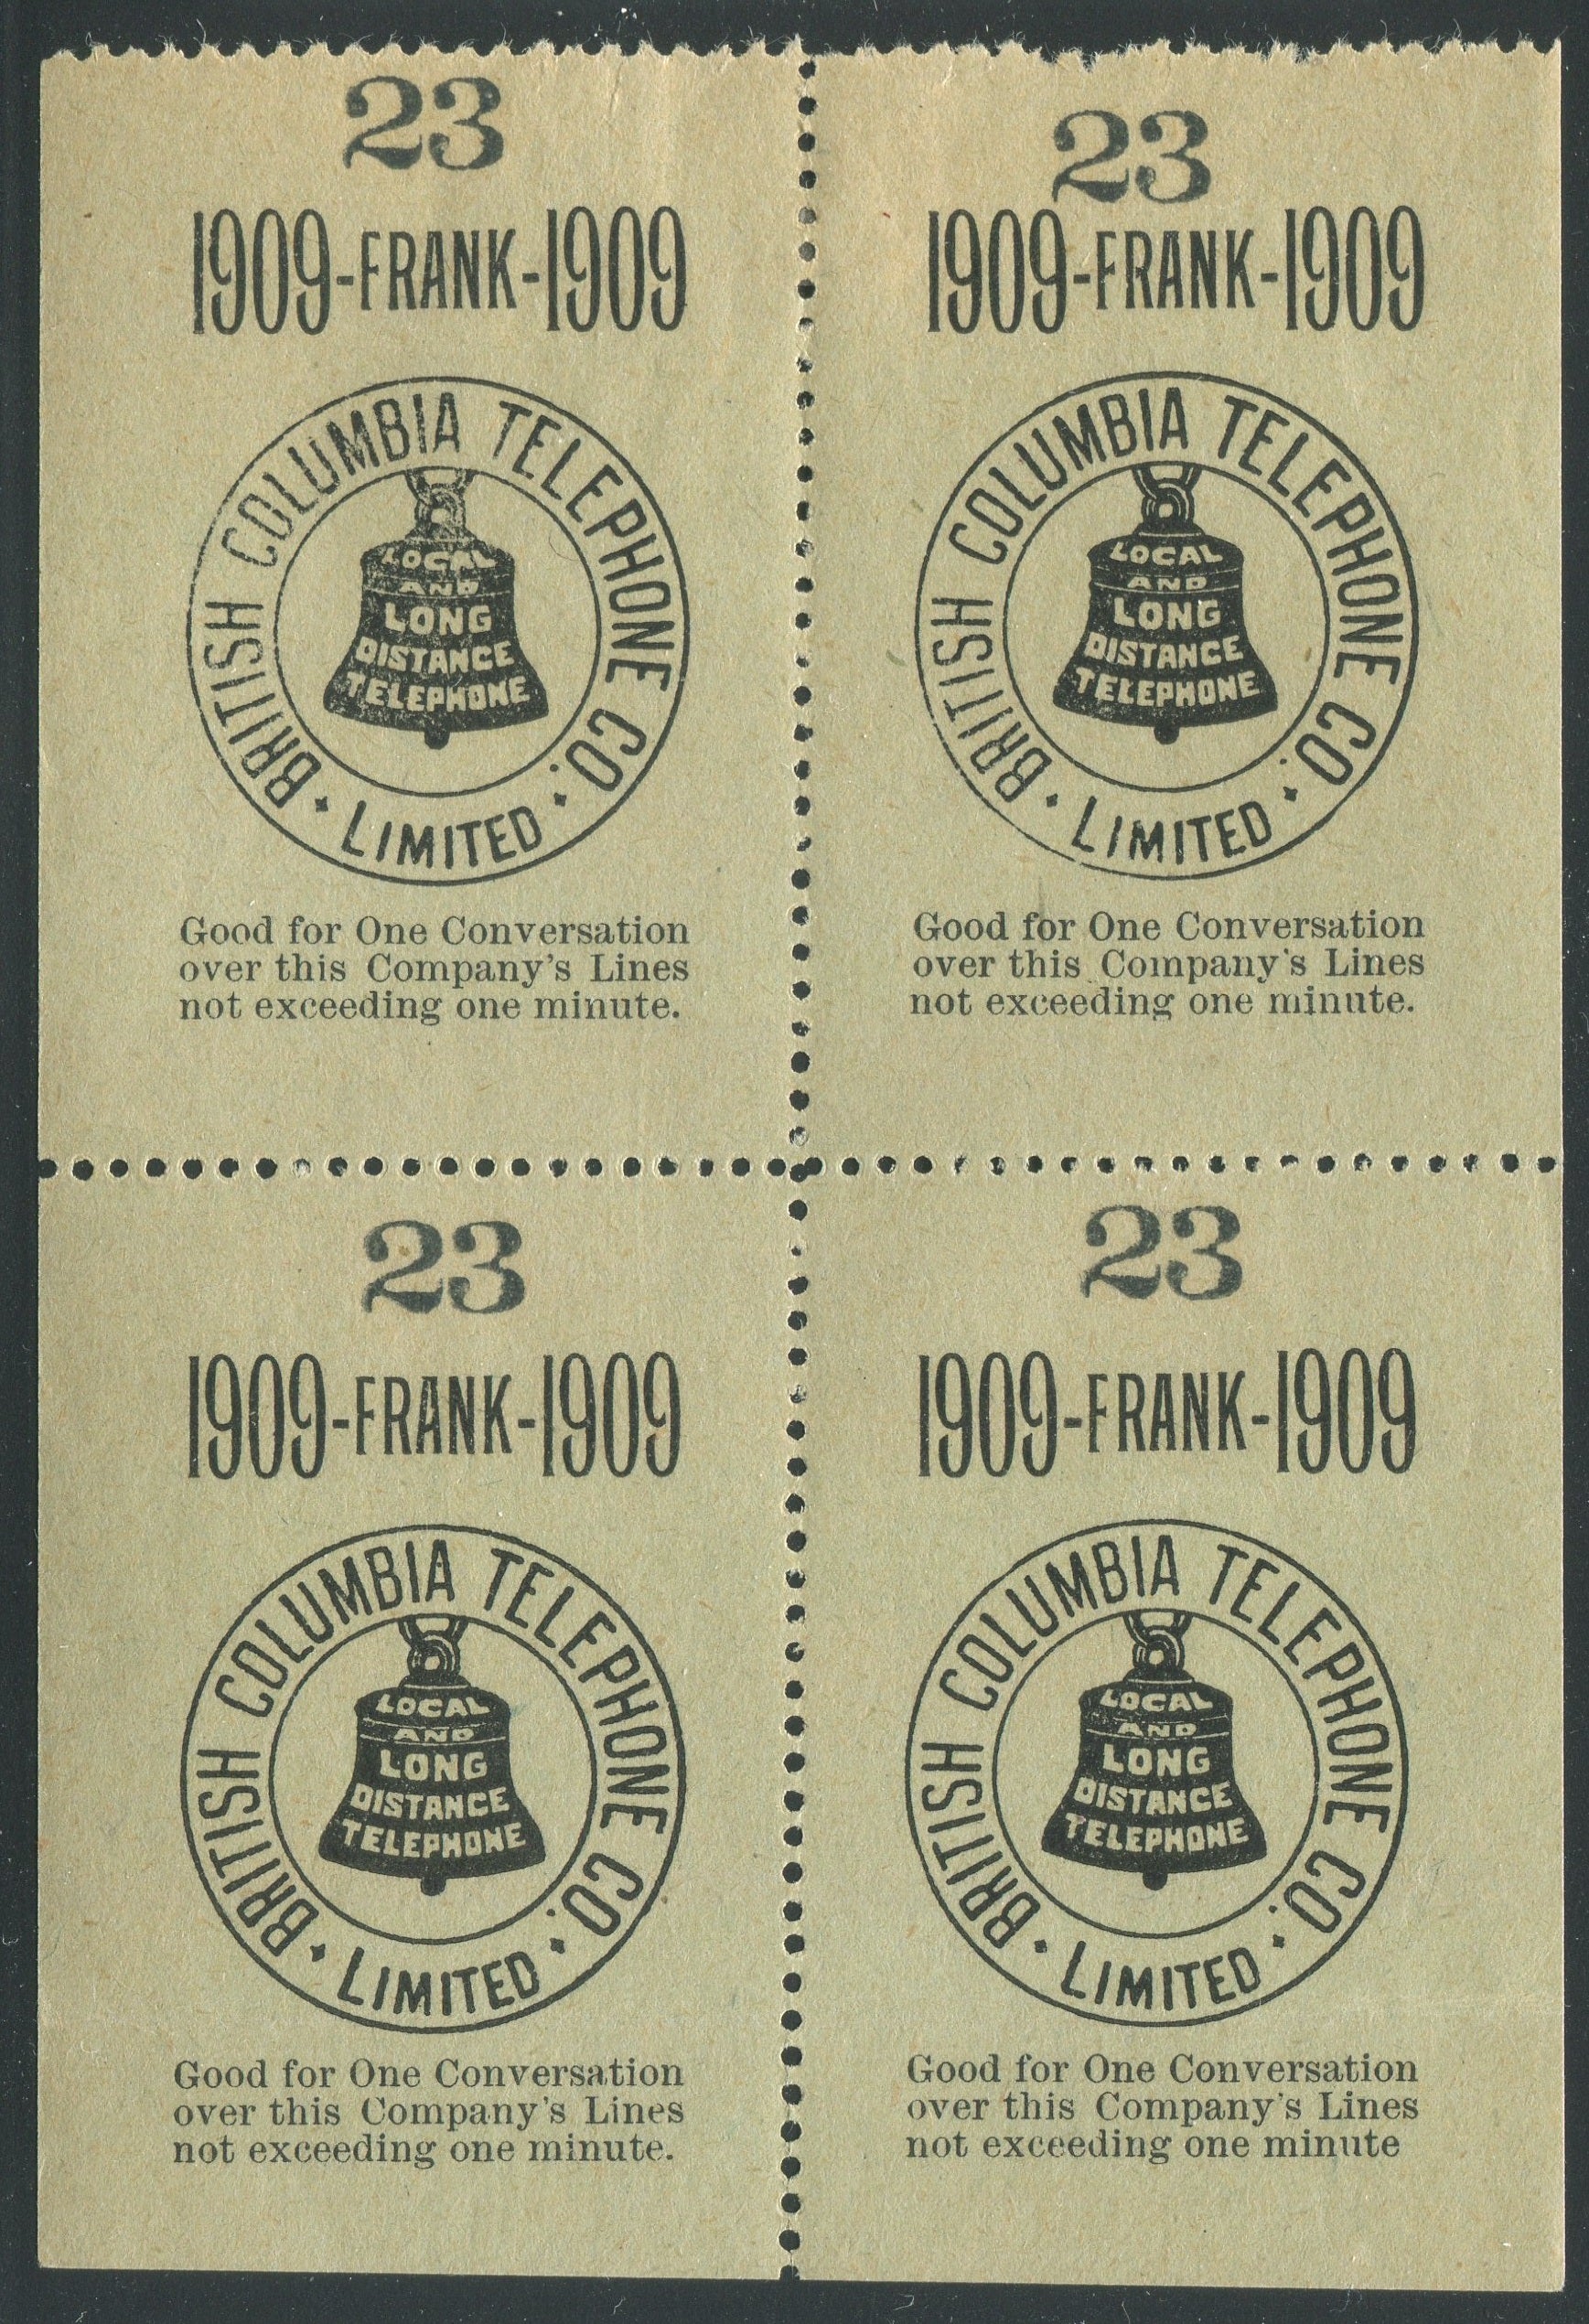 23
1909-FRANK-1909
BRITISH COLUMBIA TELEPHONE CO.
· LIMITED ·
LOCAL
AND
LONG
DISTANCE
TELEPHONE
Good for One Conversation
over this Company's Lines
not exceeding one minute.
23
1909-FRANK-1909
BRITISH COLUMBIA TELEPHONE CO.
· LIMITED ·
LOCAL
AND
LONG
DISTANCE
TELEPHONE
Good for One Conversation
over this Company's Lines
not exceeding one minute.
23
1909-FRANK-1909
BRITISH COLUMBIA TELEPHONE CO.
· LIMITED ·
LOCAL
AND
LONG
DISTANCE
TELEPHONE
Good for One Conversation
over this Company's Lines
not exceeding one minute.
23
1909-FRANK-1909
BRITISH COLUMBIA TELEPHONE CO.
· LIMITED ·
LOCAL
AND
LONG
DISTANCE
TELEPHONE
Good for One Conversation
over this Company's Lines
not exceeding one minute